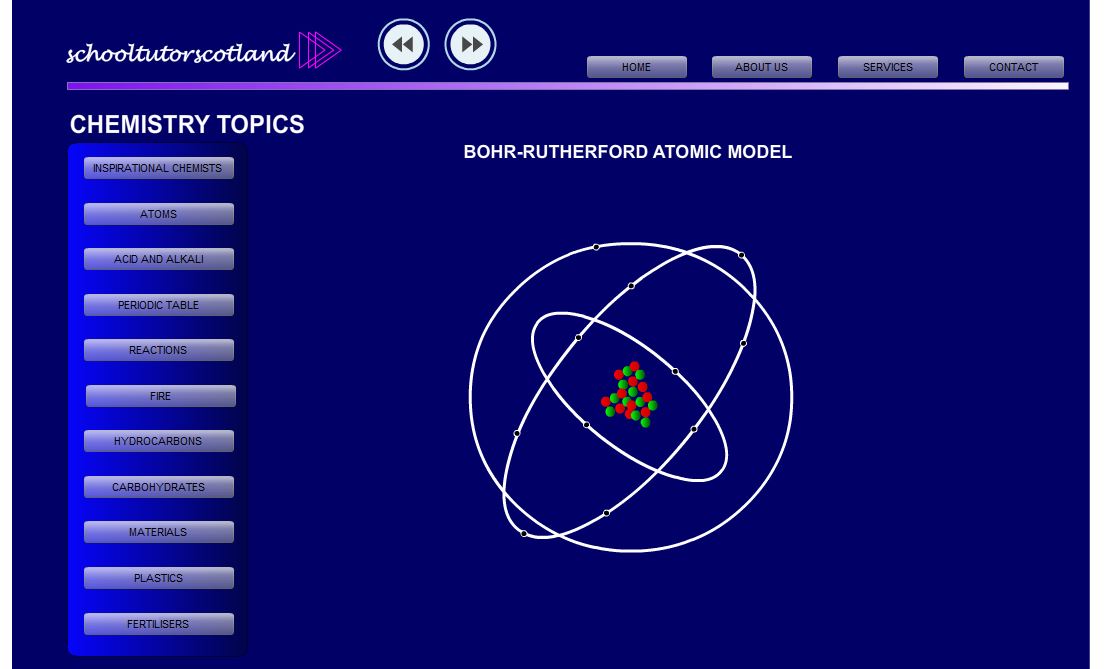 schooltutorscotland
HOME
ABOUT US
SERVICES
CONTACT
CHEMISTRY TOPICS
BOHR-RUTHERFORD ATOMIC MODEL
INSPIRATIONAL CHEMISTS
ATOMS
ACID AND ALKALI
PERIODIC TABLE
REACTIONS
FIRE
HYDROCARBONS
CARBOHYDRATES
MATERIALS
PLASTICS
FERTILISERS